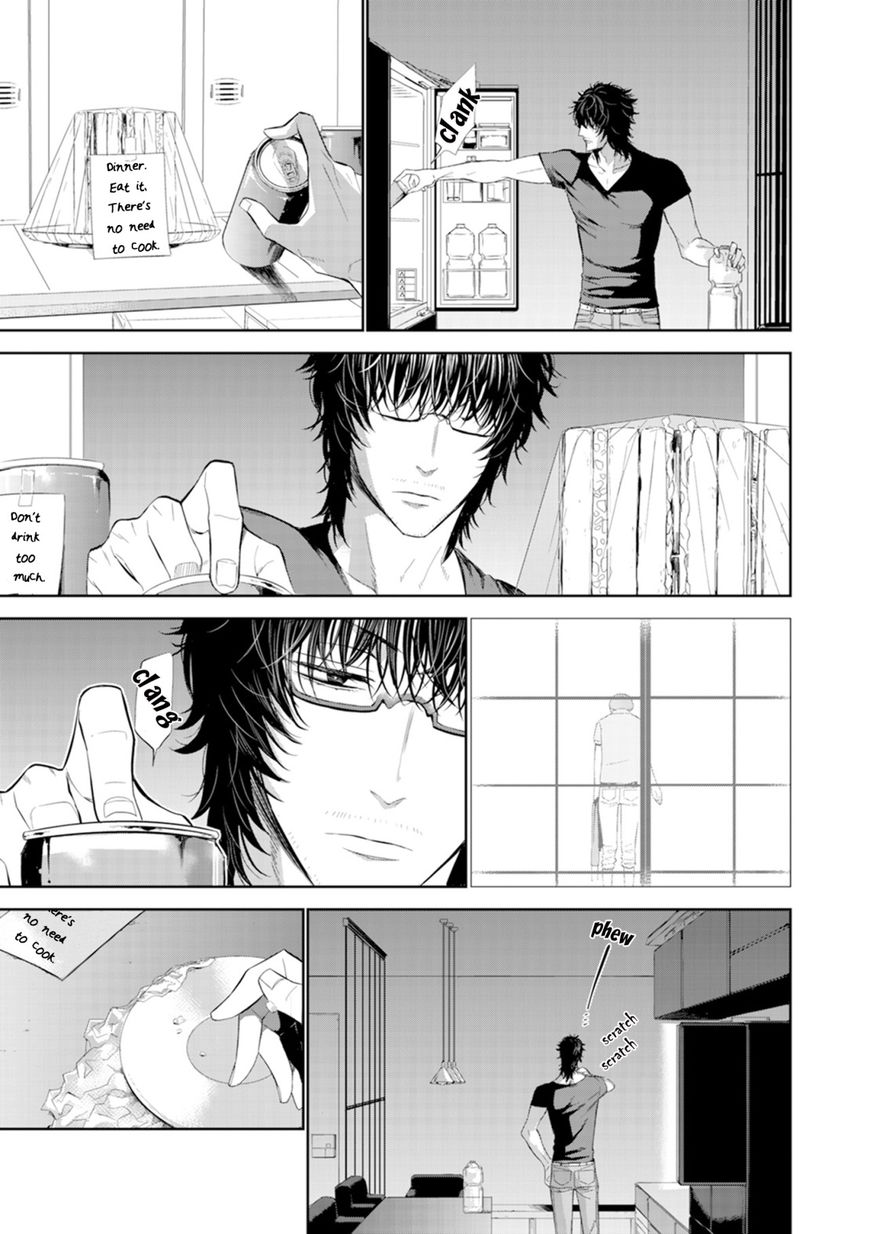 clank
Dinner.
Eat it.
There's
no need
to cook.
Don't
drink
too
much.
clang
phew
scratch
scratch
no need
to cook.